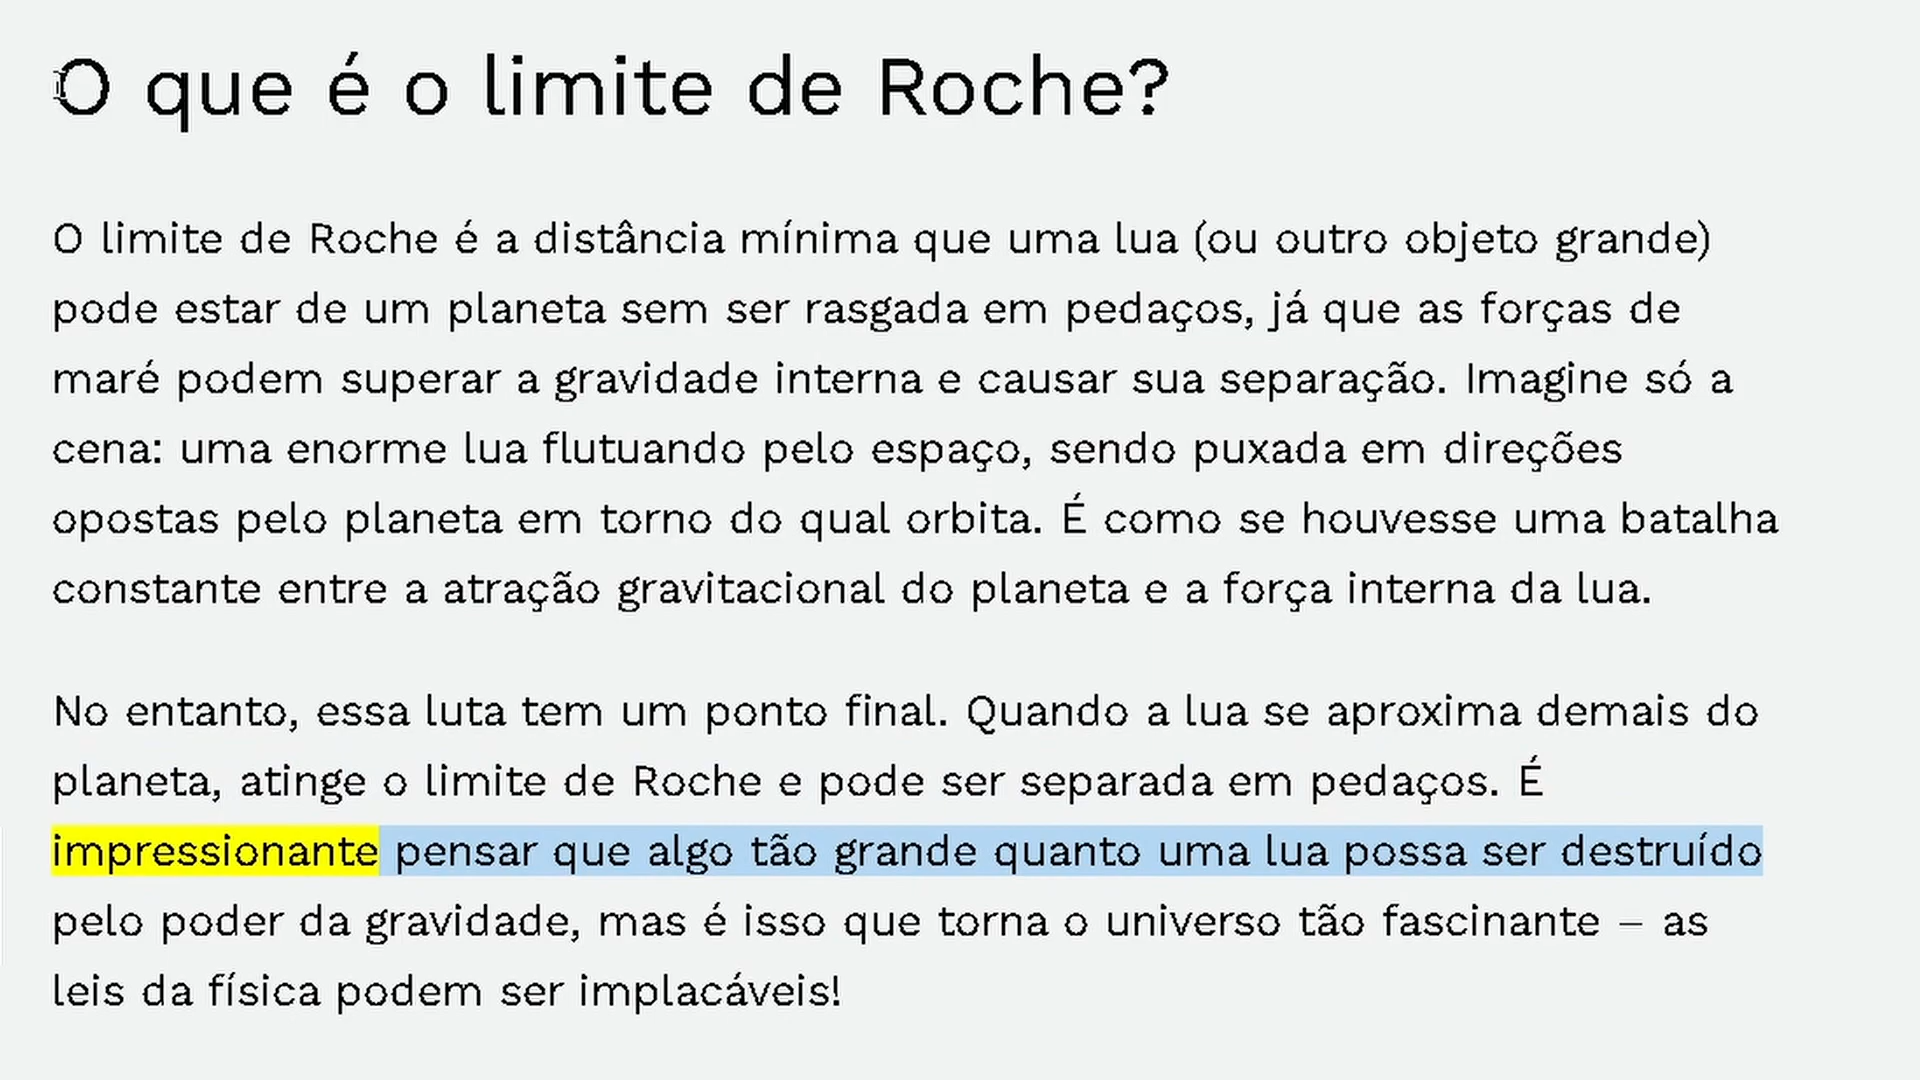 O que é o limite de Roche?
O limite de Roche é a distância mínima que uma lua (ou outro objeto grande)
pode estar de um planeta sem ser rasgada em pedaços, já que as forças de
maré podem superar a gravidade interna e causar sua separação. Imagine só a
cena: uma enorme lua flutuando pelo espaço, sendo puxada em direções
opostas pelo planeta em torno do qual orbita. É como se houvesse uma batalha
constante entre a atração gravitacional do planeta e a força interna da lua.
No entanto, essa luta tem um ponto final. Quando a lua se aproxima demais do
planeta, atinge o limite de Roche e pode ser separada em pedaços. É
impressionante pensar que algo tão grande quanto uma lua possa ser destruído
pelo poder da gravidade, mas é isso que torna o universo tão fascinante – as
leis da física podem ser implacáveis!